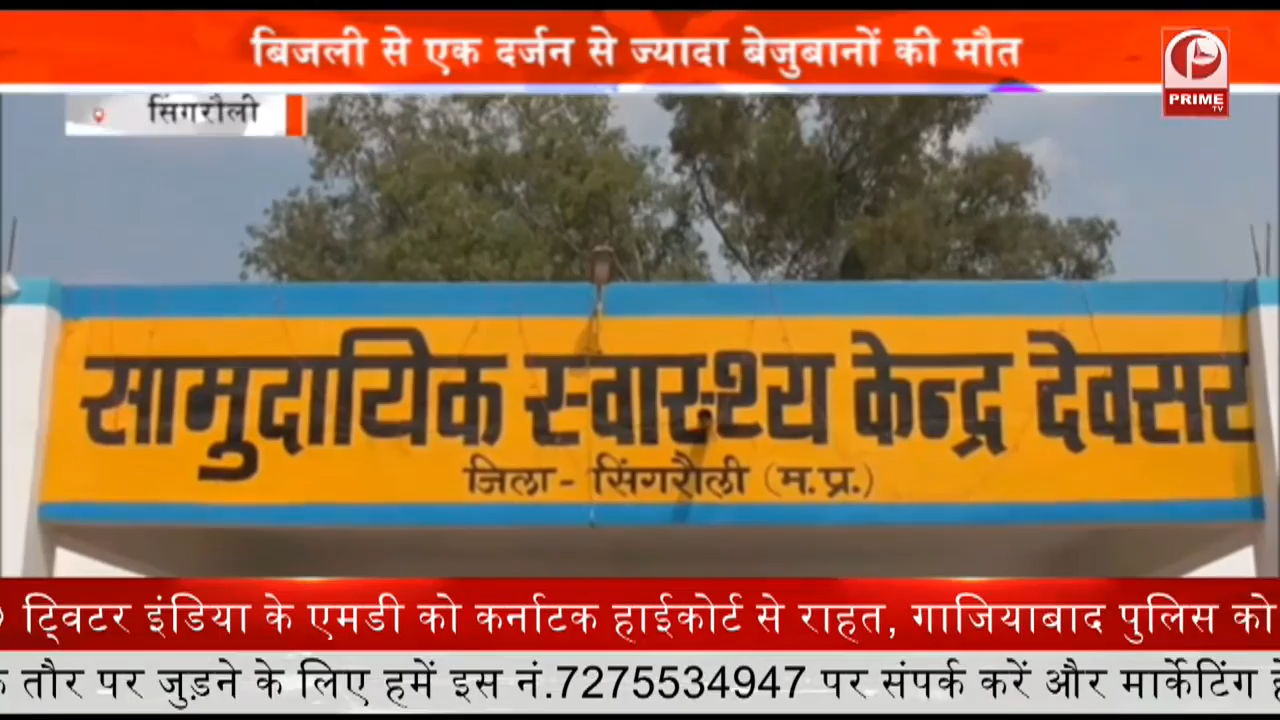 बिजली से एक दर्जन से ज्यादा बेजुबानों की मौत
PRIME
TV
सिंगरौली
सामुदायिक स्वास्थ्य केन्द्र देवसर
जिला - सिंगरौली (म.प्र.)
ट्विटर इंडिया के एमडी को कर्नाटक हाईकोर्ट से राहत, गाजियाबाद पुलिस को
तौर पर जुड़ने के लिए हमें इस नं.7275534947 पर संपर्क करें और मार्केटिंग